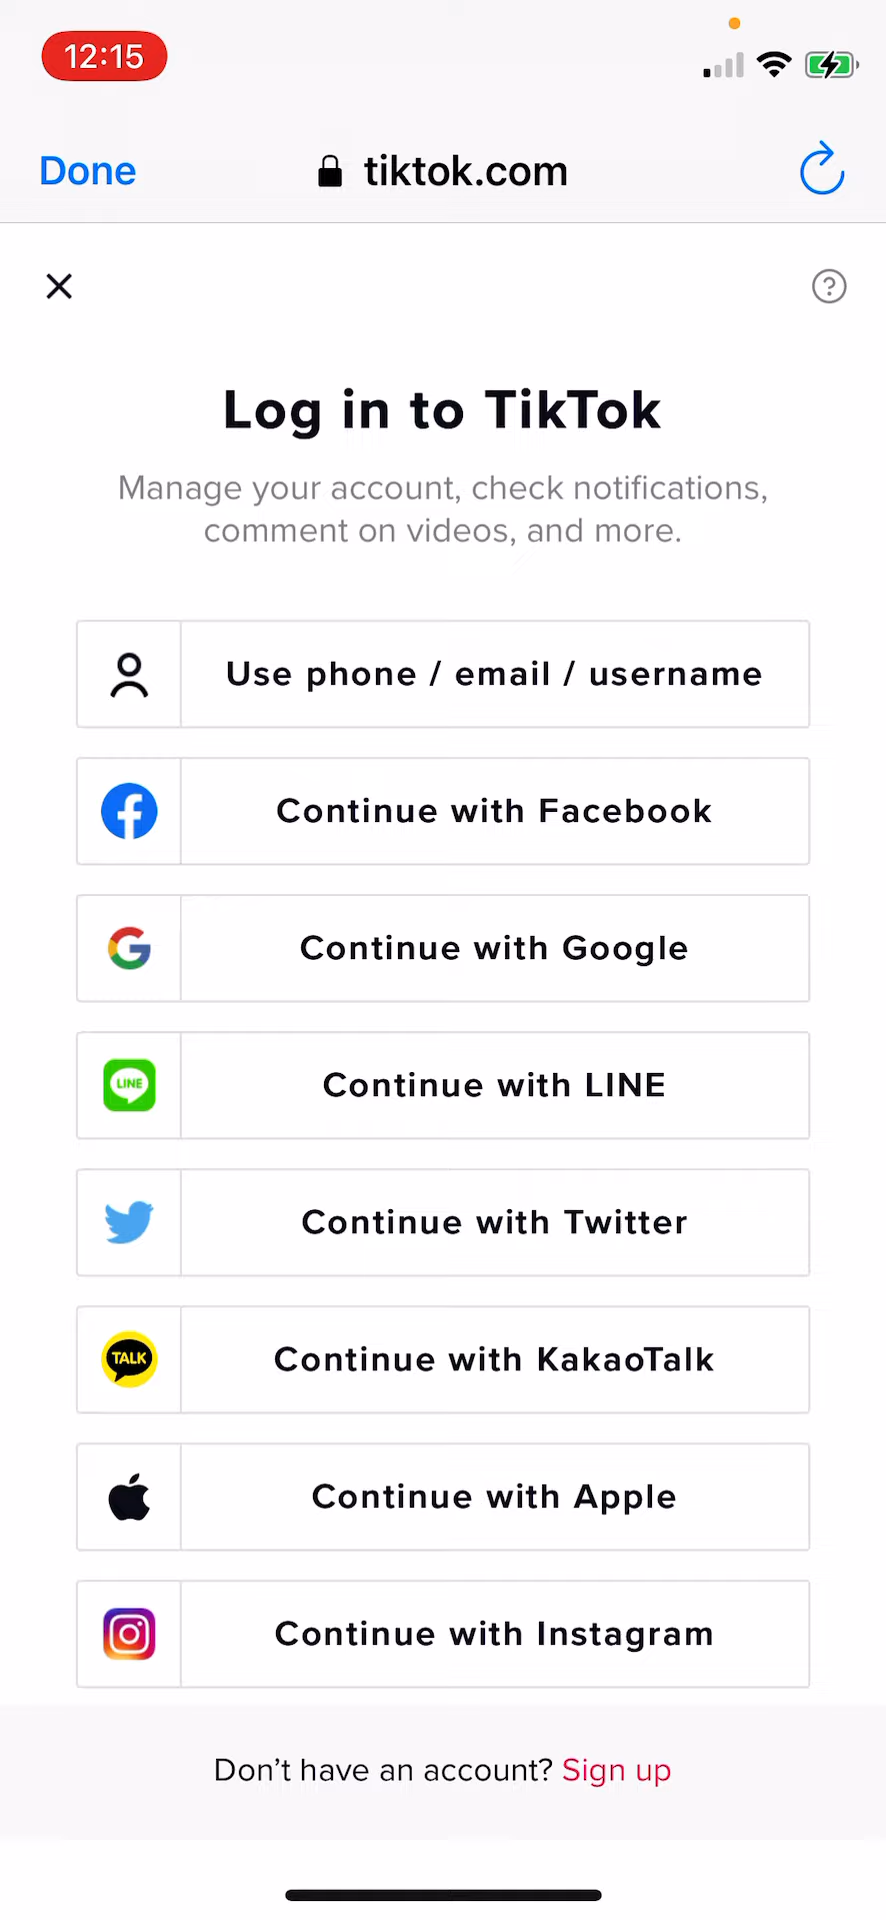 12:15
Done
tiktok.com
Log in to TikTok
Manage your account, check notifications,
comment on videos, and more.
Use phone / email / username
Continue with Facebook
Continue with Google
LINE
Continue with LINE
Continue with Twitter
TALK
Continue with KakaoTalk
Continue with Apple
Continue with Instagram
Don’t have an account? Sign up